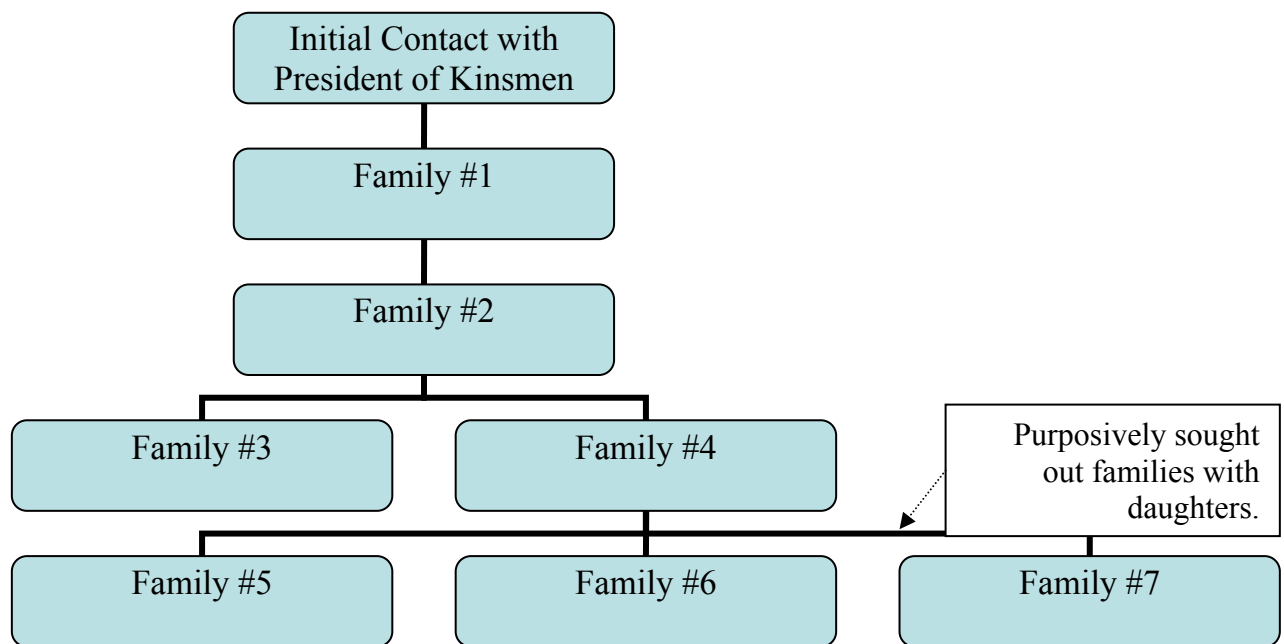 Initial Contact with
President of Kinsmen
Family #1
Family #2
Family #3
Family #4
Purposively sought
out families with
daughters.
Family #5
Family #6
Family #7